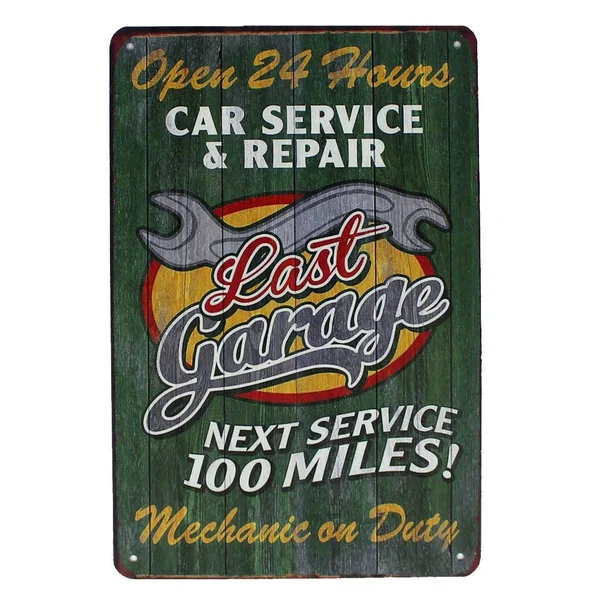 Open 24 Hours
CAR SERVICE
& REPAIR
Last
Garage
NEXT SERVICE
100 MILES!
Mechanic on Duty